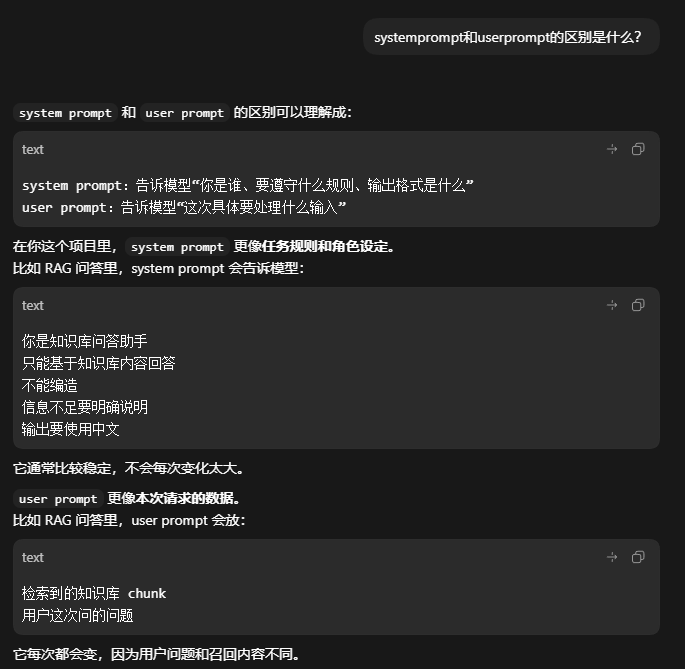 systemprompt和userprompt的区别是什么？
system prompt 和 user prompt 的区别可以理解成：
text
system prompt：告诉模型“你是谁、要遵守什么规则、输出格式是什么”
user prompt：告诉模型“这次具体要处理什么输入”
在你这个项目里，system prompt 更像任务规则和角色设定。
比如 RAG 问答里，system prompt 会告诉模型：
text
你是知识库问答助手
只能基于知识库内容回答
不能编造
信息不足要明确说明
输出要使用中文
它通常比较稳定，不会每次变化太大。
user prompt 更像本次请求的数据。
比如 RAG 问答里，user prompt 会放：
text
检索到的知识库 chunk
用户这次问的问题
它每次都会变，因为用户问题和召回内容不同。